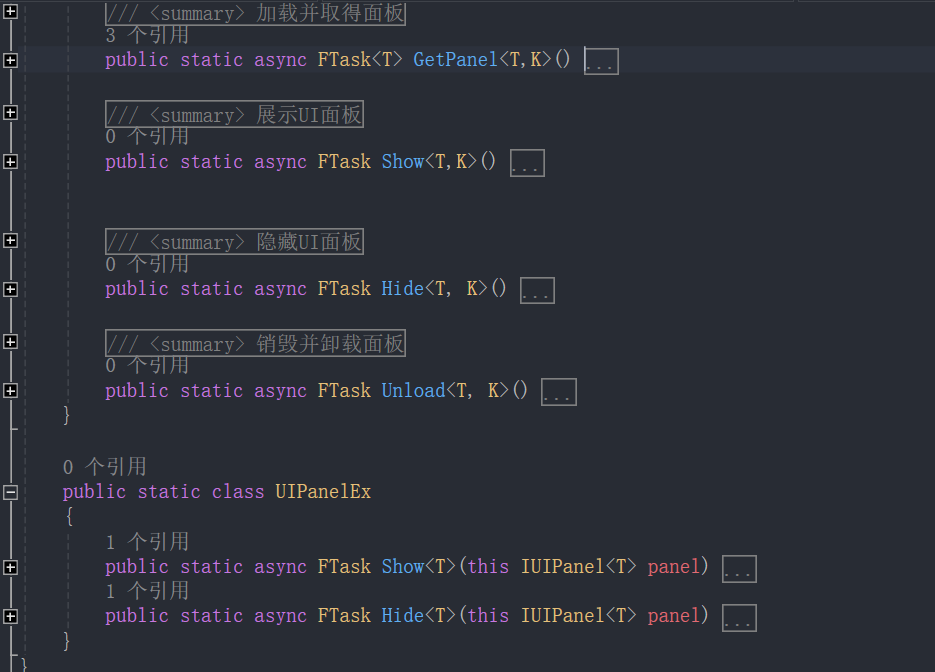 /// <summary> 加载并取得面板
3 个引用
public static async FTask<T> GetPanel<T,K>() ...
/// <summary> 展示UI面板
0 个引用
public static async FTask Show<T,K>() ...
/// <summary> 隐藏UI面板
0 个引用
public static async FTask Hide<T, K>() ...
/// <summary> 销毁并卸载面板
0 个引用
public static async FTask Unload<T, K>() ...
}
0 个引用
public static class UIPanelEx
{
1 个引用
public static async FTask Show<T>(this IUIPanel<T> panel) ...
1 个引用
public static async FTask Hide<T>(this IUIPanel<T> panel) ...
}
}